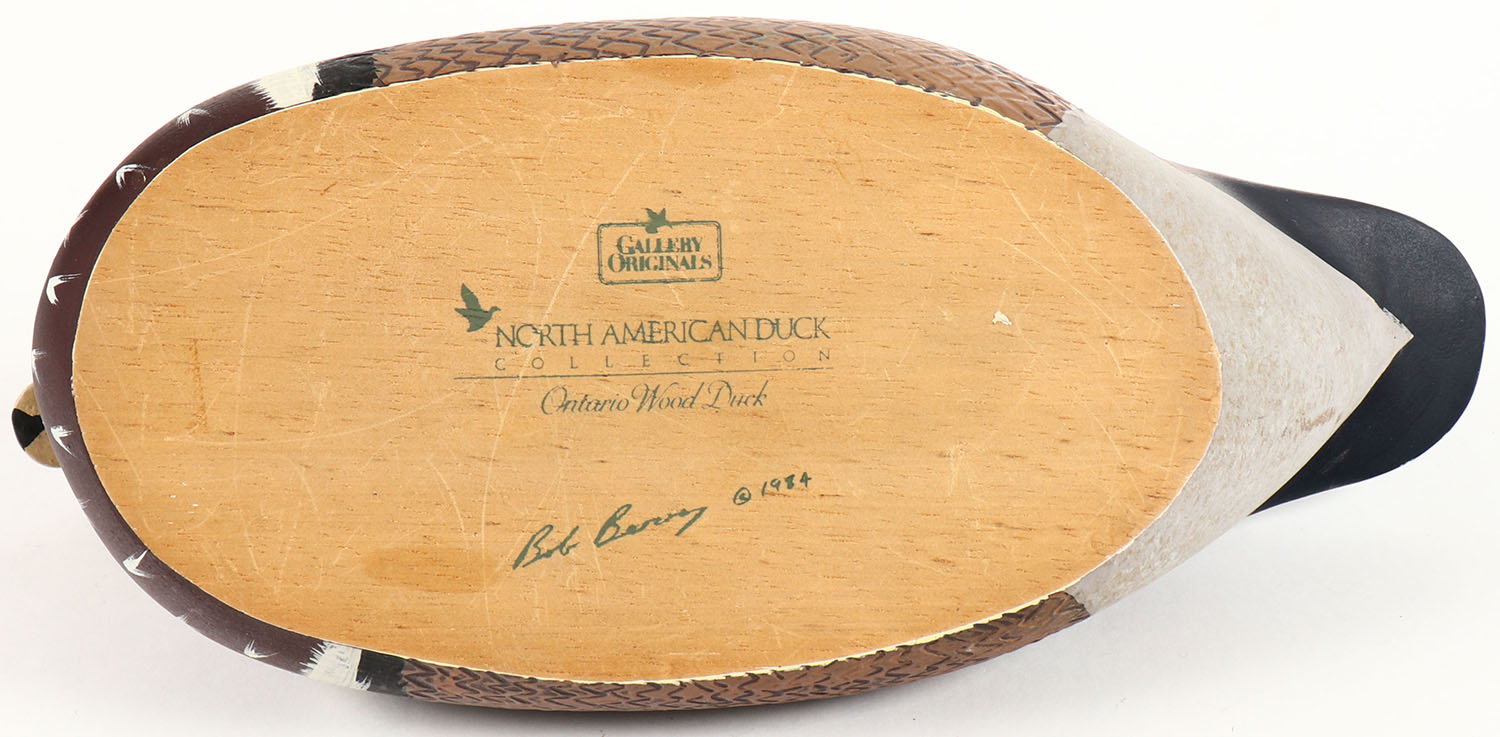 GALLERY
ORIGINALS
NORTH AMERICAN DUCK
COLLECTION
Ontario Wood Duck
Bob Berry © 1984